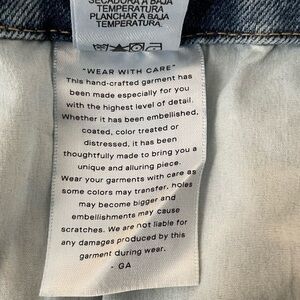 SECADORA A BAJA
TEMPERATURA
PLANCHAR A BAJA
TEMPERATURA.
"WEAR WITH CARE"
This hand-crafted garment has
been made especially for you
with the highest level of detail.
Whether it has been embellished,
coated, color treated or
distressed, it has been
thoughtfully made to bring you a
unique and alluring piece.
Wear your garments with care as
some colors may transfer, holes
may become bigger and
embellishments may cause
scratches. We are not liable for
any damages produced by this
garment during wear.
- GA